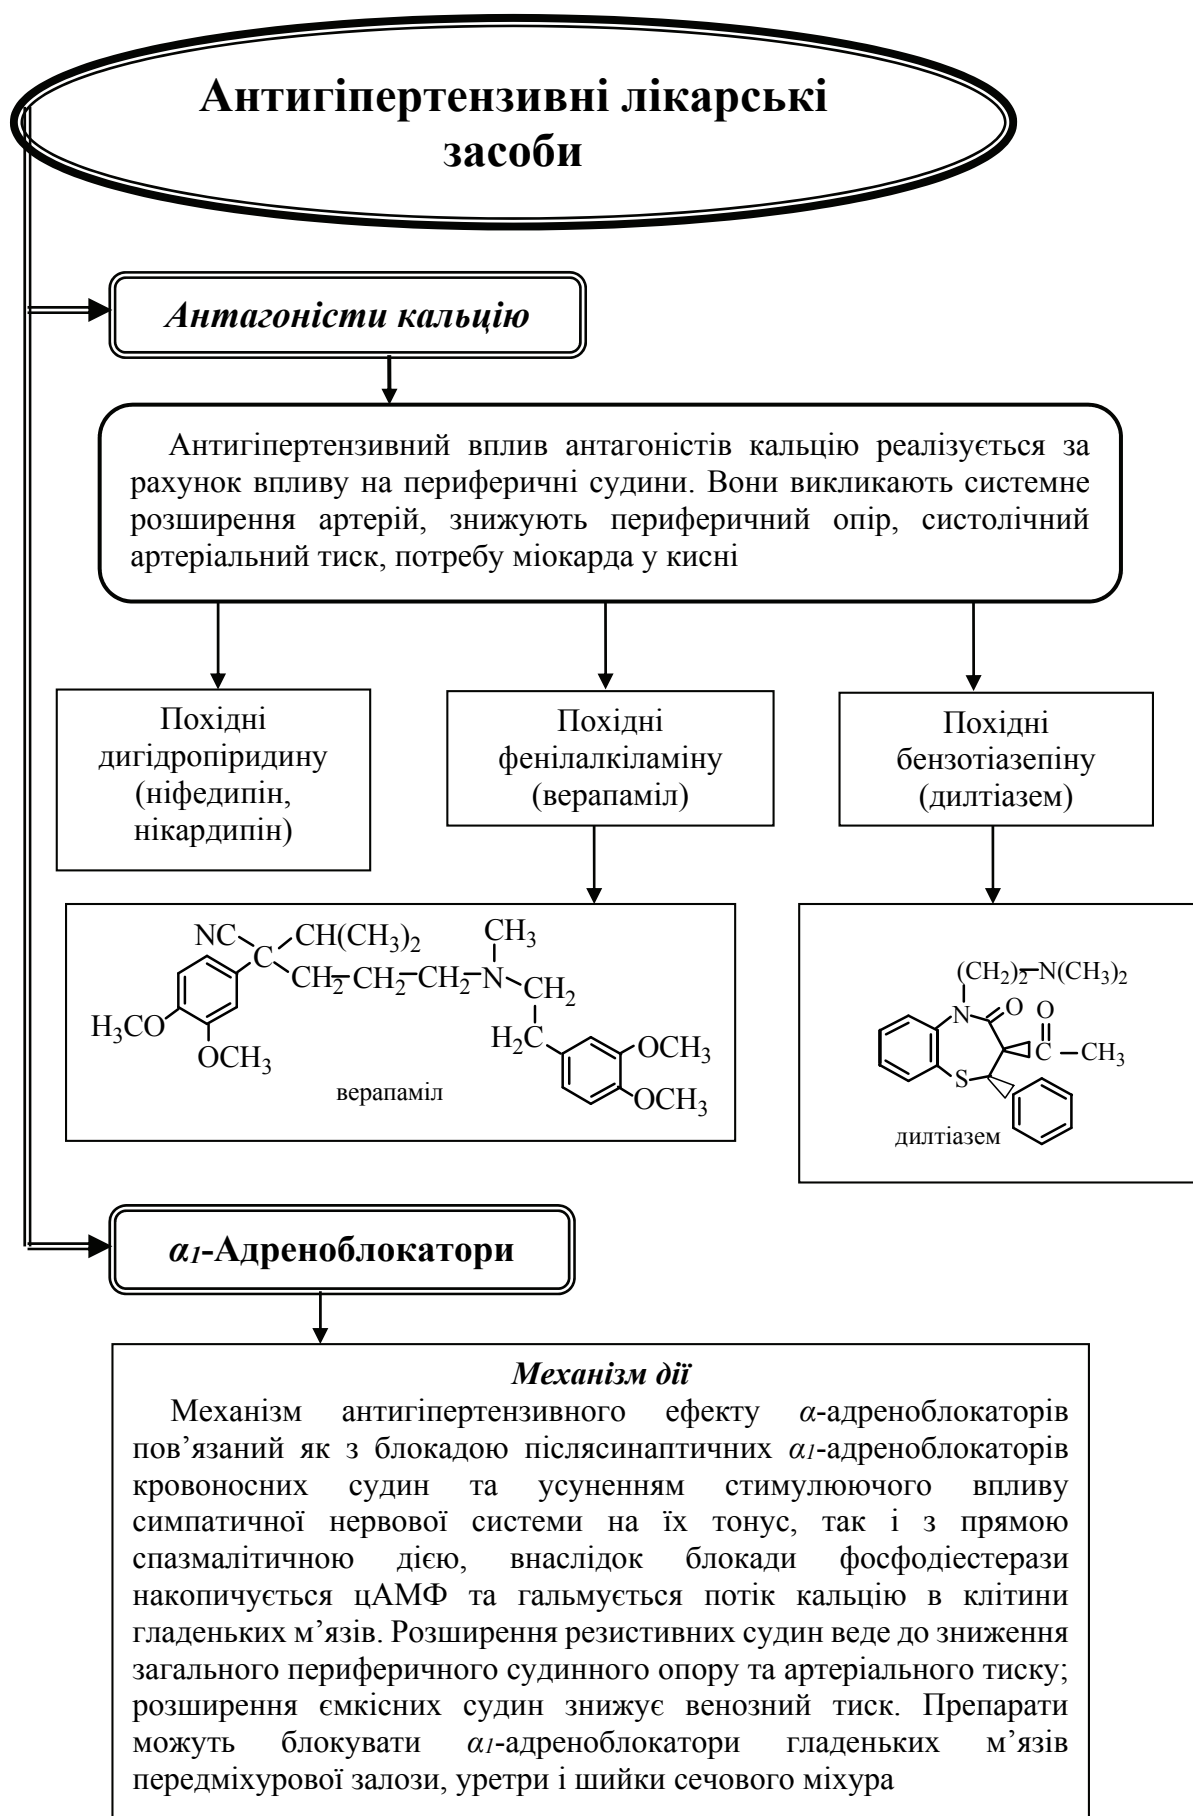 Антигіпертензивні лікарські
засоби
Антагоністи кальцію
Антигіпертензивний вплив антагоністів кальцію реалізується за
рахунок впливу на периферичні судини. Вони викликають системне
розширення артерій, знижують периферичний опір, систолічний
артеріальний тиск, потребу міокарда у кисні
Похідні
дигідропіридину
(ніфедипін,
нікардипін)
Похідні
фенілалкіламіну
(верапаміл)
Похідні
бензотіазепіну
(дилтіазем)
NC
CH(CH3)2
C
CH2–CH2–CH2–N
CH3
CH2
H2C
H3CO
OCH3
OCH3
OCH3
верапаміл
(CH2)2–N(CH3)2
N
O
O
C–CH3
S
дилтіазем
α1-Адреноблокатори
Механізм дії
Механізм антигіпертензивного ефекту α-адреноблокаторів
пов’язаний як з блокадою післясинаптичних α1-адреноблокаторів
кровоносних судин та усуненням стимулюючого впливу
симпатичної нервової системи на їх тонус, так і з прямою
спазмалітичною дією, внаслідок блокади фосфодіестерази
накопичується цАМФ та гальмується потік кальцію в клітини
гладеньких м’язів. Розширення резистивних судин веде до зниження
загального периферичного судинного опору та артеріального тиску;
розширення ємкісних судин знижує венозний тиск. Препарати
можуть блокувати α1-адреноблокатори гладеньких м’язів
передміхурової залози, уретри і шийки сечового міхура